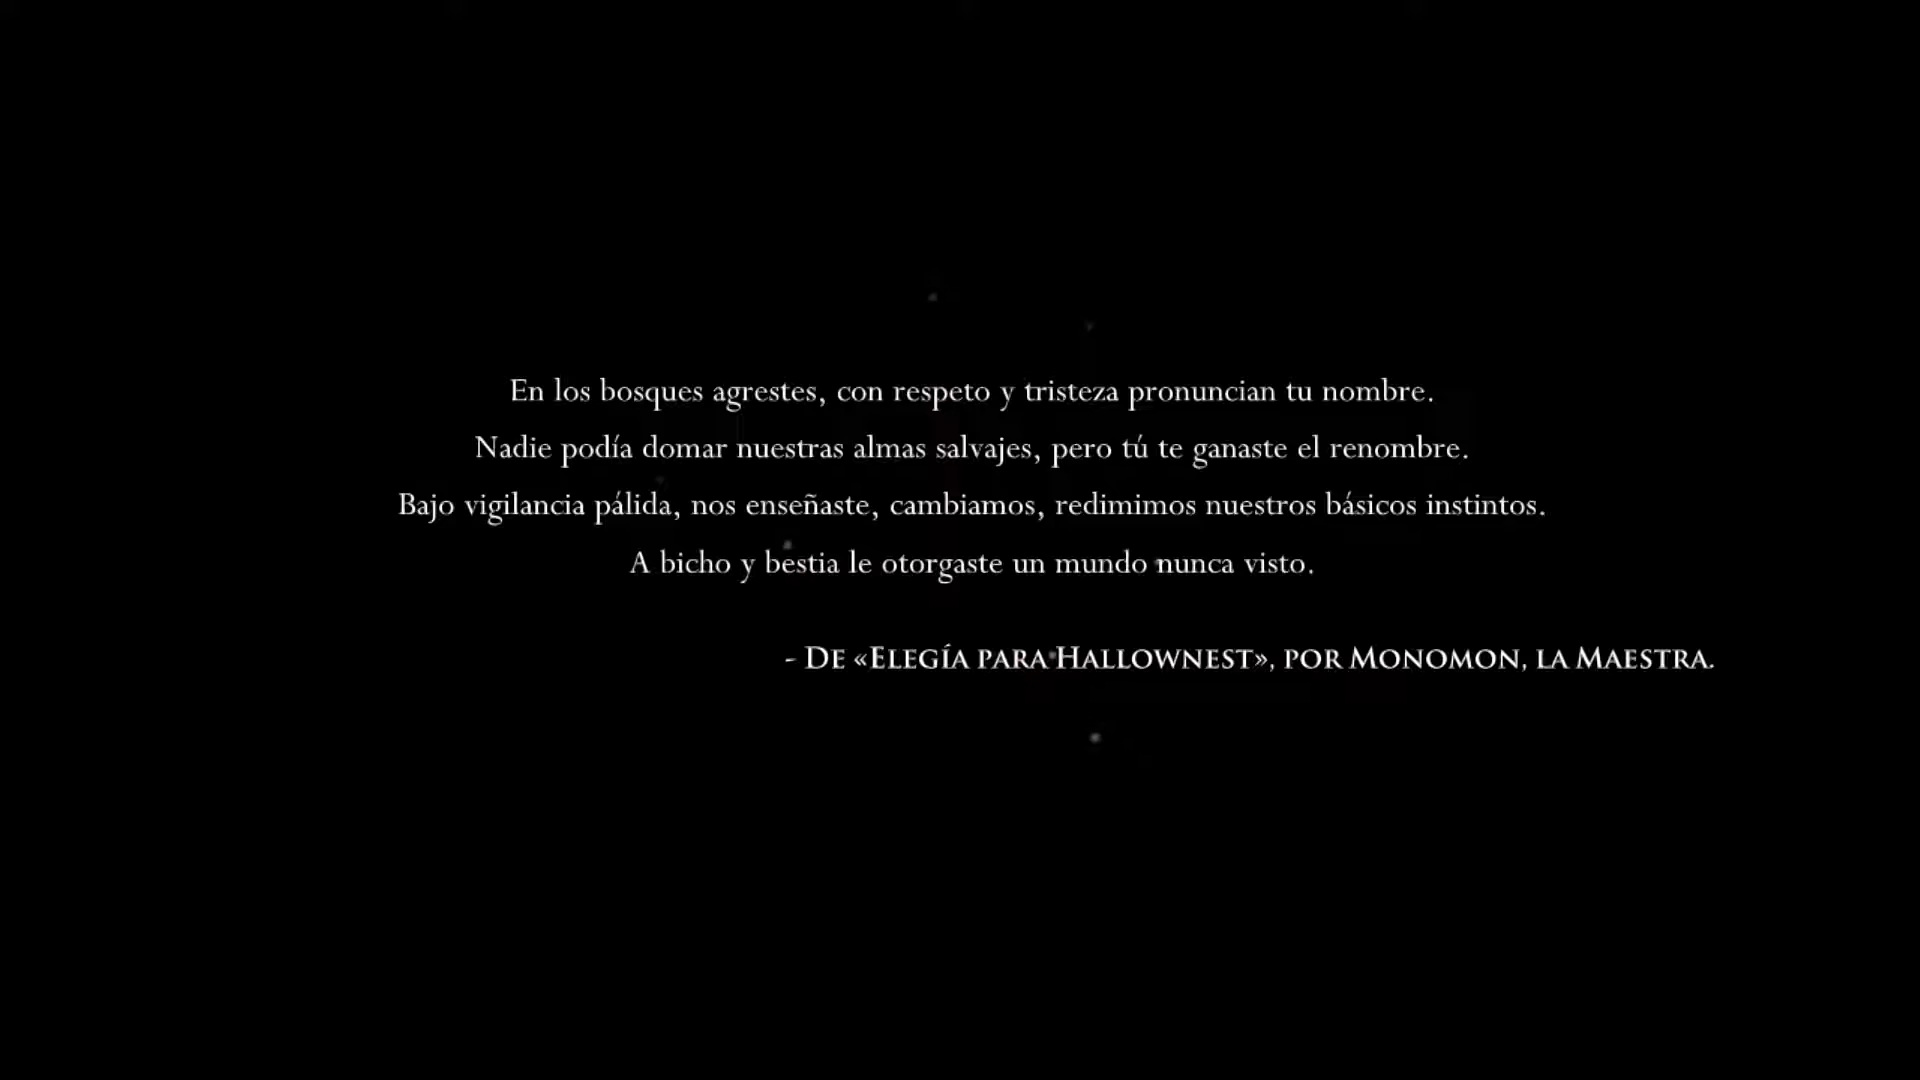 En los bosques agrestes, con respeto y tristeza pronuncian tu nombre.
Nadie podía domar nuestras almas salvajes, pero tú te ganaste el renombre.
Bajo vigilancia pálida, nos enseñaste, cambiamos, redimimos nuestros básicos instintos.
A bicho y bestia le otorgaste un mundo nunca visto.
- De «Elegía para Hallownest», por Monomon, la Maestra.